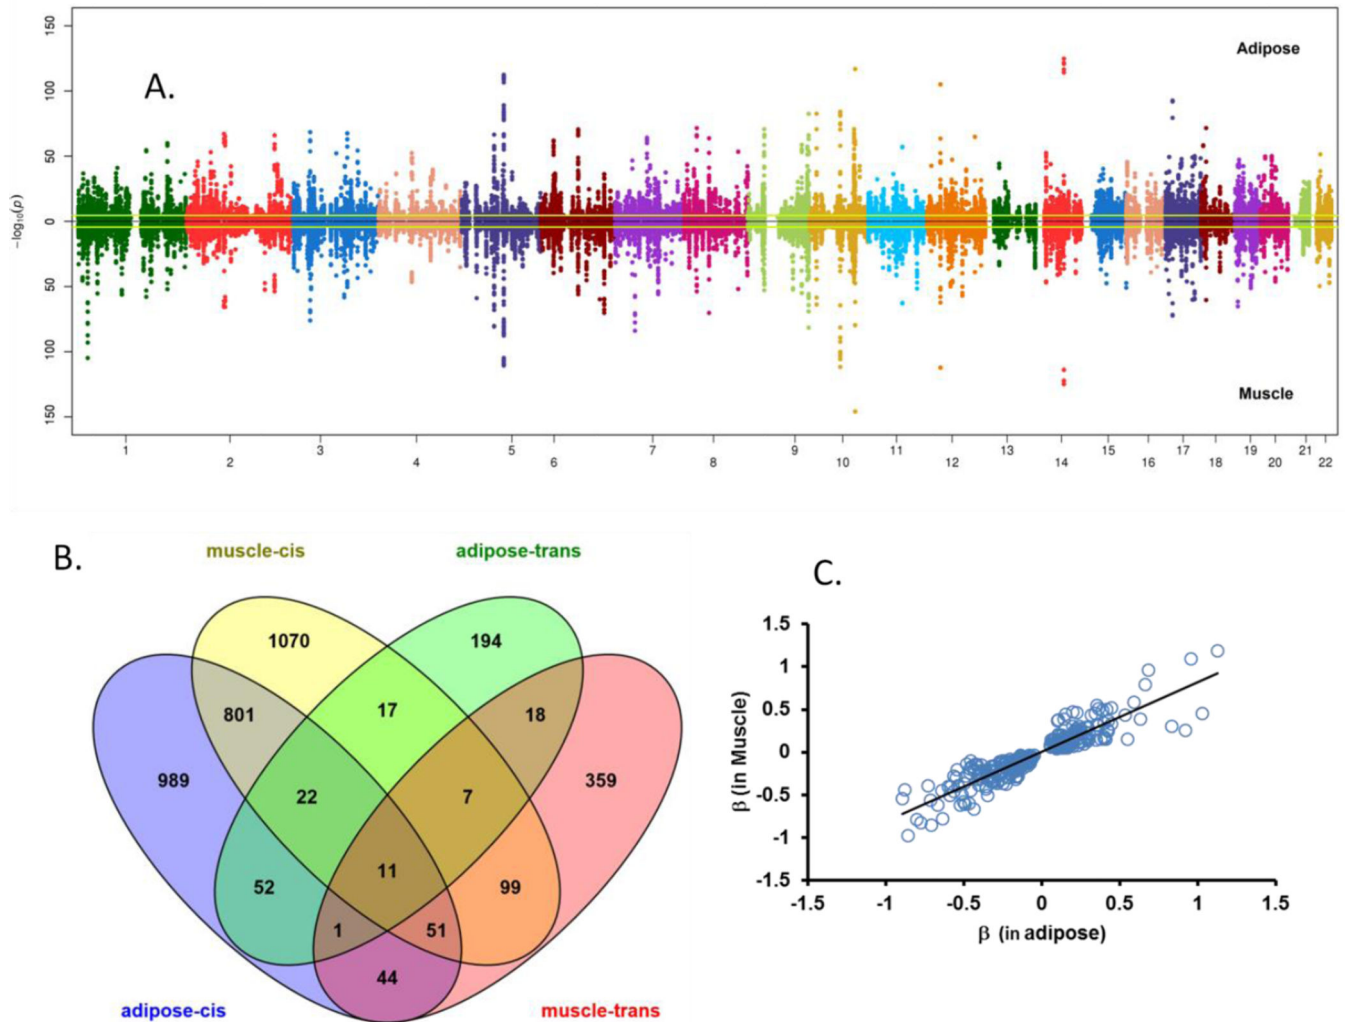 A.
Adipose
Muscle
−log10(p)
150
100
50
0
50
100
150
1 2 3 4 5 6 7 8 9 10 11 12 13 14 15 16 17 18 19 20 21 22
B.
muscle-cis adipose-trans
1070 194
801 17 18
989 22 7 359
52 11 99
1 51
44
adipose-cis muscle-trans
C.
β (in Muscle)
1.5
1
0.5
0
-0.5
-1
-1.5
-1.5 -1 -0.5 0 0.5 1 1.5
β (in adipose)